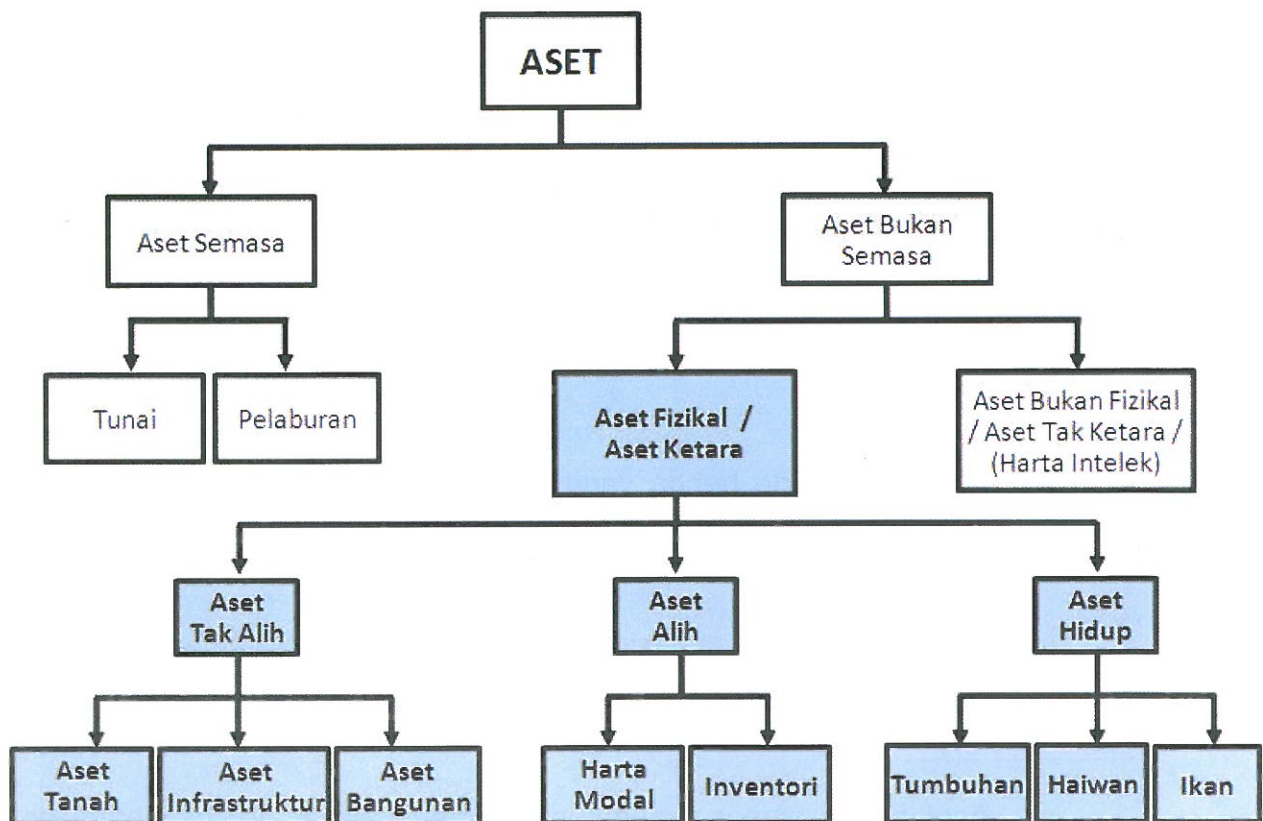 ASET
Aset Semasa
Aset Bukan
Semasa
Tunai
Pelaburan
Aset Fizikal /
Aset Ketara
Aset Bukan Fizikal
/ Aset Tak Ketara /
(Harta Intelek)
Aset
Tak Alih
Aset
Alih
Aset
Hidup
Aset
Tanah
Aset
Infrastruktur
Aset
Bangunan
Harta
Modal
Inventori
Tumbuhan
Haiwan
Ikan